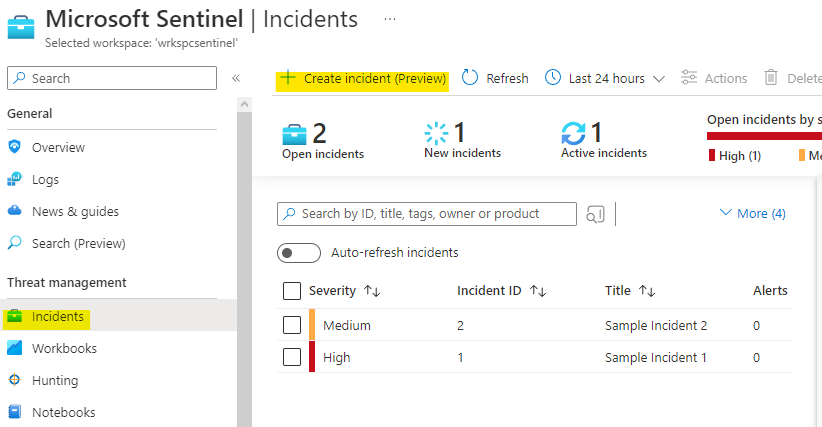 Microsoft Sentinel | Incidents ...
Selected workspace: 'wrkspcsentinel'
Search
«
General
Overview
Logs
News & guides
Search (Preview)
Threat management
Incidents
Workbooks
Hunting
Notebooks
+ Create incident (Preview)
Refresh
Last 24 hours
Actions
Delete
2
Open incidents
1
New incidents
1
Active incidents
Open incidents by s
High (1)
Me
Search by ID, title, tags, owner or product
More (4)
Auto-refresh incidents
Severity ↑↓ Incident ID ↑↓ Title ↑↓ Alerts
Medium 2 Sample Incident 2 0
High 1 Sample Incident 1 0